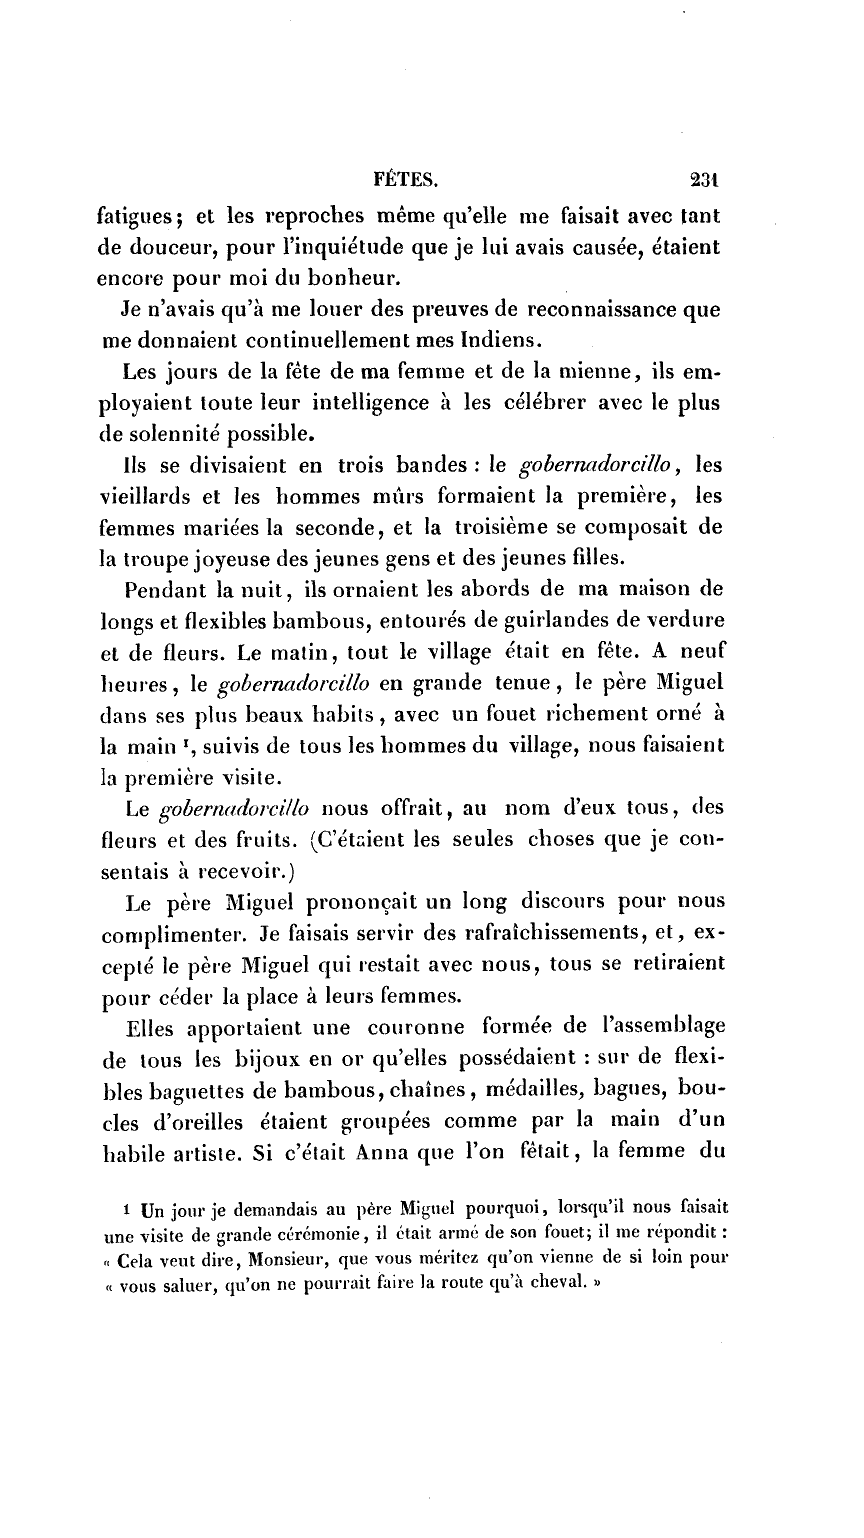 FÊTES. 231
fatigues; et les reproches même qu'elle me faisait avec tant
de douceur, pour l'inquiétude que je lui avais causée, étaient
encore pour moi du bonheur.
Je n'avais qu'à me louer des preuves de reconnaissance que
me donnaient continuellement mes Indiens.
Les jours de la fête de ma femme et de la mienne, ils em-
ployaient toute leur intelligence à les célébrer avec le plus
de solennité possible.
Ils se divisaient en trois bandes : le gobernadorcillo, les
vieillards et les hommes mûrs formaient la première, les
femmes mariées la seconde, et la troisième se composait de
la troupe joyeuse des jeunes gens et des jeunes filles.
Pendant la nuit, ils ornaient les abords de ma maison de
longs et flexibles bambous, entourés de guirlandes de verdure
et de fleurs. Le matin, tout le village était en fête. A neuf
heures, le gobernadorcillo en grande tenue, le père Miguel
dans ses plus beaux habits, avec un fouet richement orné à
la main 1, suivis de tous les hommes du village, nous faisaient
la première visite.
Le gobernadorcillo nous offrait, au nom d'eux tous, des
fleurs et des fruits. (C'étaient les seules choses que je con-
sentais à recevoir.)
Le père Miguel prononçait un long discours pour nous
complimenter. Je faisais servir des rafraîchissements, et, ex-
cepté le père Miguel qui restait avec nous, tous se retiraient
pour céder la place à leurs femmes.
Elles apportaient une couronne formée de l'assemblage
de tous les bijoux en or qu'elles possédaient : sur de flexi-
bles baguettes de bambous, chaînes, médailles, bagues, bou-
cles d'oreilles étaient groupées comme par la main d'un
habile artiste. Si c'était Anna que l'on fêtait, la femme du
1 Un jour je demandais au père Miguel pourquoi, lorsqu'il nous faisait
une visite de grande cérémonie, il était armé de son fouet; il me répondit :
« Cela veut dire, Monsieur, que vous méritez qu'on vienne de si loin pour
« vous saluer, qu'on ne pourrait faire la route qu'à cheval. »